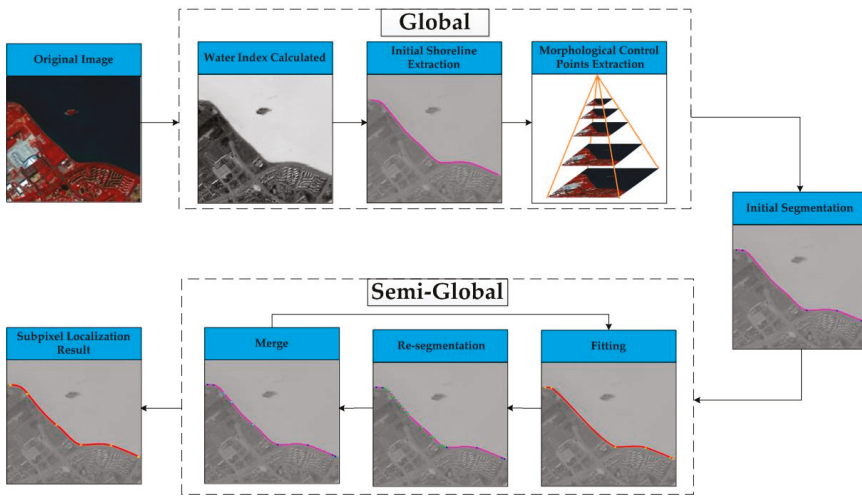 Global
Original Image
Water Index Calculated
Initial Shoreline
Extraction
Morphological Control
Points Extraction
Initial Segmentation
Semi-Global
Subpixel Localization
Result
Merge
Re-segmentation
Fitting